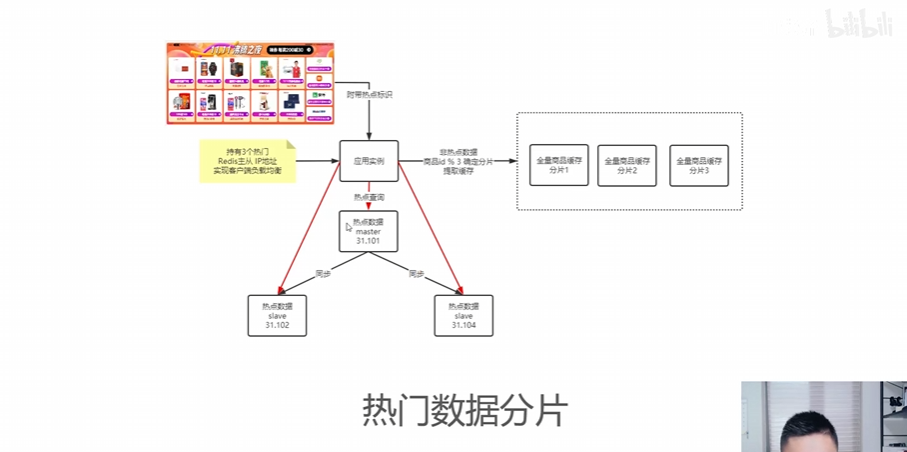 bilibili
附带热点标识
持有3个热门
Redis主从 IP地址
实现客户端负载均衡
应用实例
非热点数据
商品id % 3 确定分片
提取缓存
全量商品缓存
分片1
全量商品缓存
分片2
全量商品缓存
分片3
热点查询
热点数据
master
31.101
同步
同步
热点数据
slave
31.102
热点数据
slave
31.104
热门数据分片